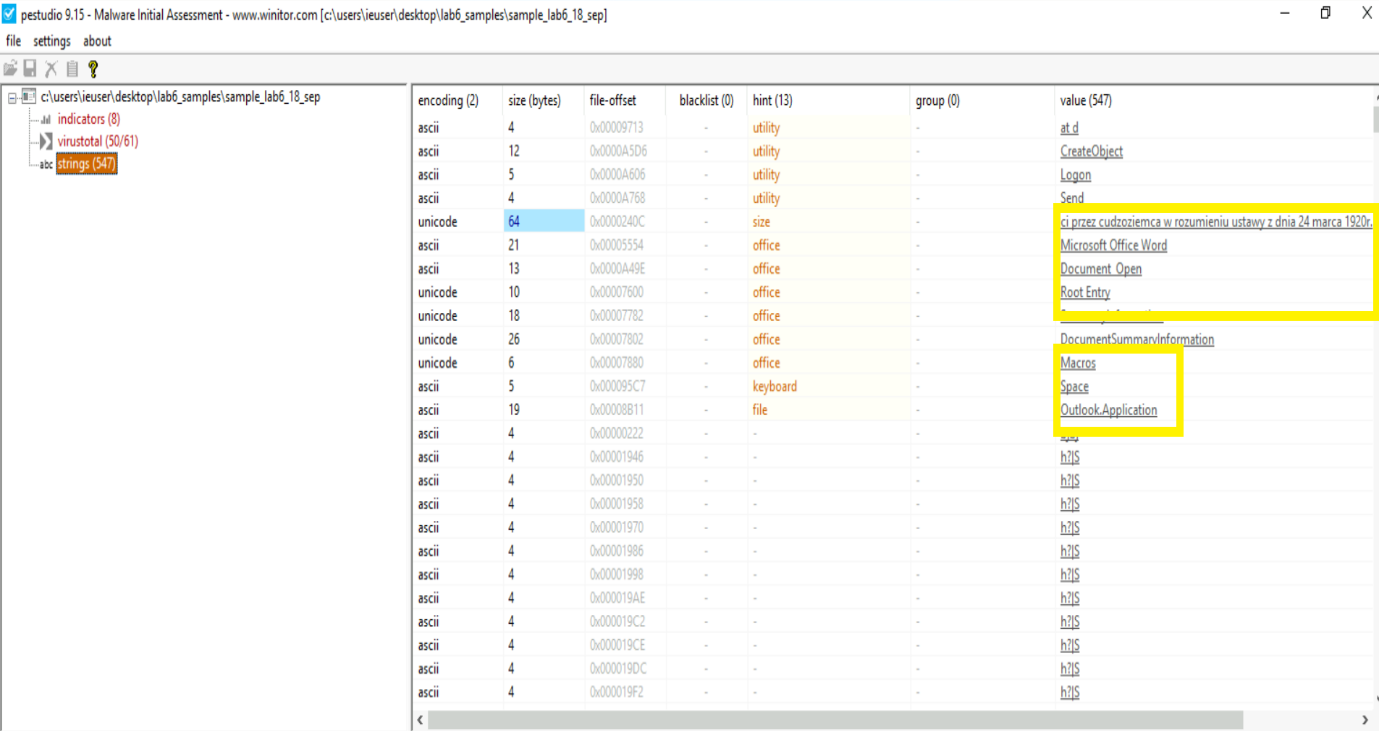 pestudio 9.15 - Malware Initial Assessment - www.winitor.com [c:\users\ieuser\desktop\lab6_samples\sample_lab6_18_sep]
file settings about
c:\users\ieuser\desktop\lab6_samples\sample_lab6_18_sep
indicators (8)
virustotal (50/61)
abc strings (547)
encoding (2) size (bytes) file-offset blacklist (0) hint (13) group (0) value (547)
ascii 4 0x00009713 - utility - at d
ascii 12 0x0000A5D6 - utility - CreateObject
ascii 5 0x0000A606 - utility - Logon
ascii 4 0x0000A768 - utility - Send
unicode 64 0x0000240C - size - ci przez cudzoziemca w rozumieniu ustawy z dnia 24 marca 1920r.
ascii 21 0x00005554 - office - Microsoft Office Word
ascii 13 0x0000A49E - office - Document_Open
unicode 10 0x00007600 - office - Root Entry
unicode 18 0x00007782 - office -
unicode 26 0x00007802 - office - DocumentSummaryInformation
unicode 6 0x00007880 - office - Macros
ascii 5 0x000095C7 - keyboard - Space
ascii 19 0x00008B11 - file - Outlook.Application
ascii 4 0x00000222 - - -
ascii 4 0x00001946 - - - h?|S
ascii 4 0x00001950 - - - h?|S
ascii 4 0x00001958 - - - h?|S
ascii 4 0x00001970 - - - h?|S
ascii 4 0x00001986 - - - h?|S
ascii 4 0x00001998 - - - h?|S
ascii 4 0x000019AE - - - h?|S
ascii 4 0x000019C2 - - - h?|S
ascii 4 0x000019CE - - - h?|S
ascii 4 0x000019DC - - - h?|S
ascii 4 0x000019F2 - - - h?|S